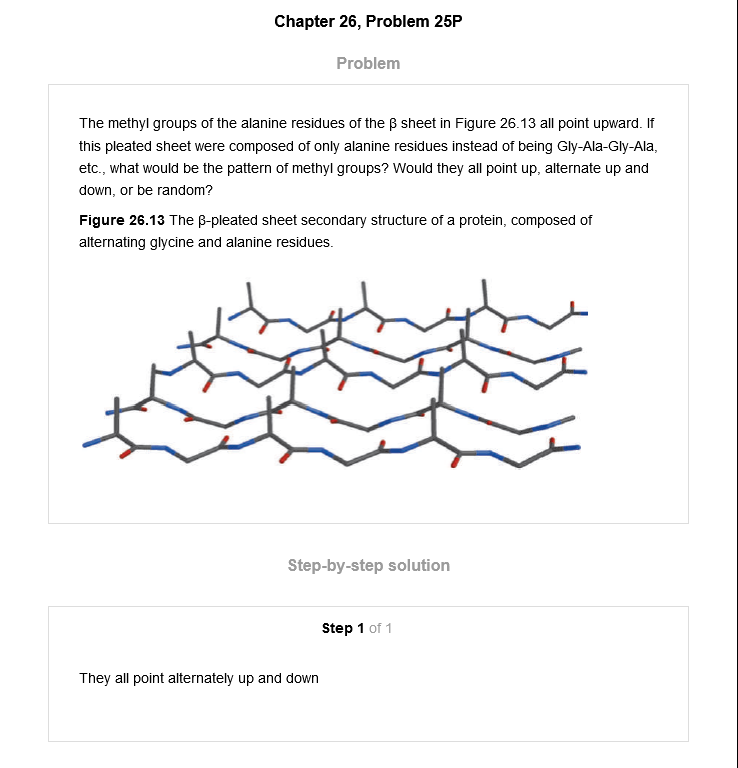 Chapter 26, Problem 25P
Problem
The methyl groups of the alanine residues of the β sheet in Figure 26.13 all point upward. If
this pleated sheet were composed of only alanine residues instead of being Gly-Ala-Gly-Ala,
etc., what would be the pattern of methyl groups? Would they all point up, alternate up and
down, or be random?
Figure 26.13 The β-pleated sheet secondary structure of a protein, composed of
alternating glycine and alanine residues.
Step-by-step solution
Step 1 of 1
They all point alternately up and down